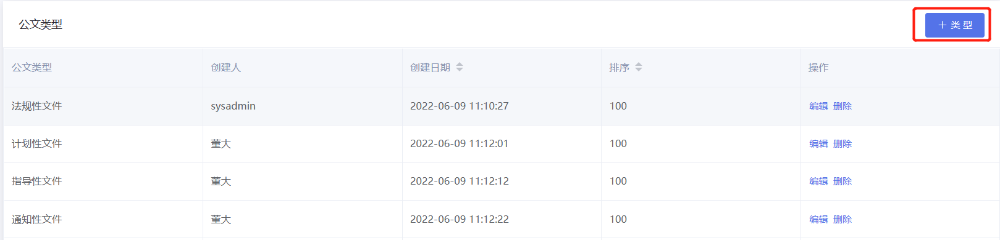 公文类型
+ 类 型
公文类型 创建人 创建日期 排序 操作
法规性文件 sysadmin 2022-06-09 11:10:27 100 编辑 删除
计划性文件 董大 2022-06-09 11:12:01 100 编辑 删除
指导性文件 董大 2022-06-09 11:12:12 100 编辑 删除
通知性文件 董大 2022-06-09 11:12:22 100 编辑 删除